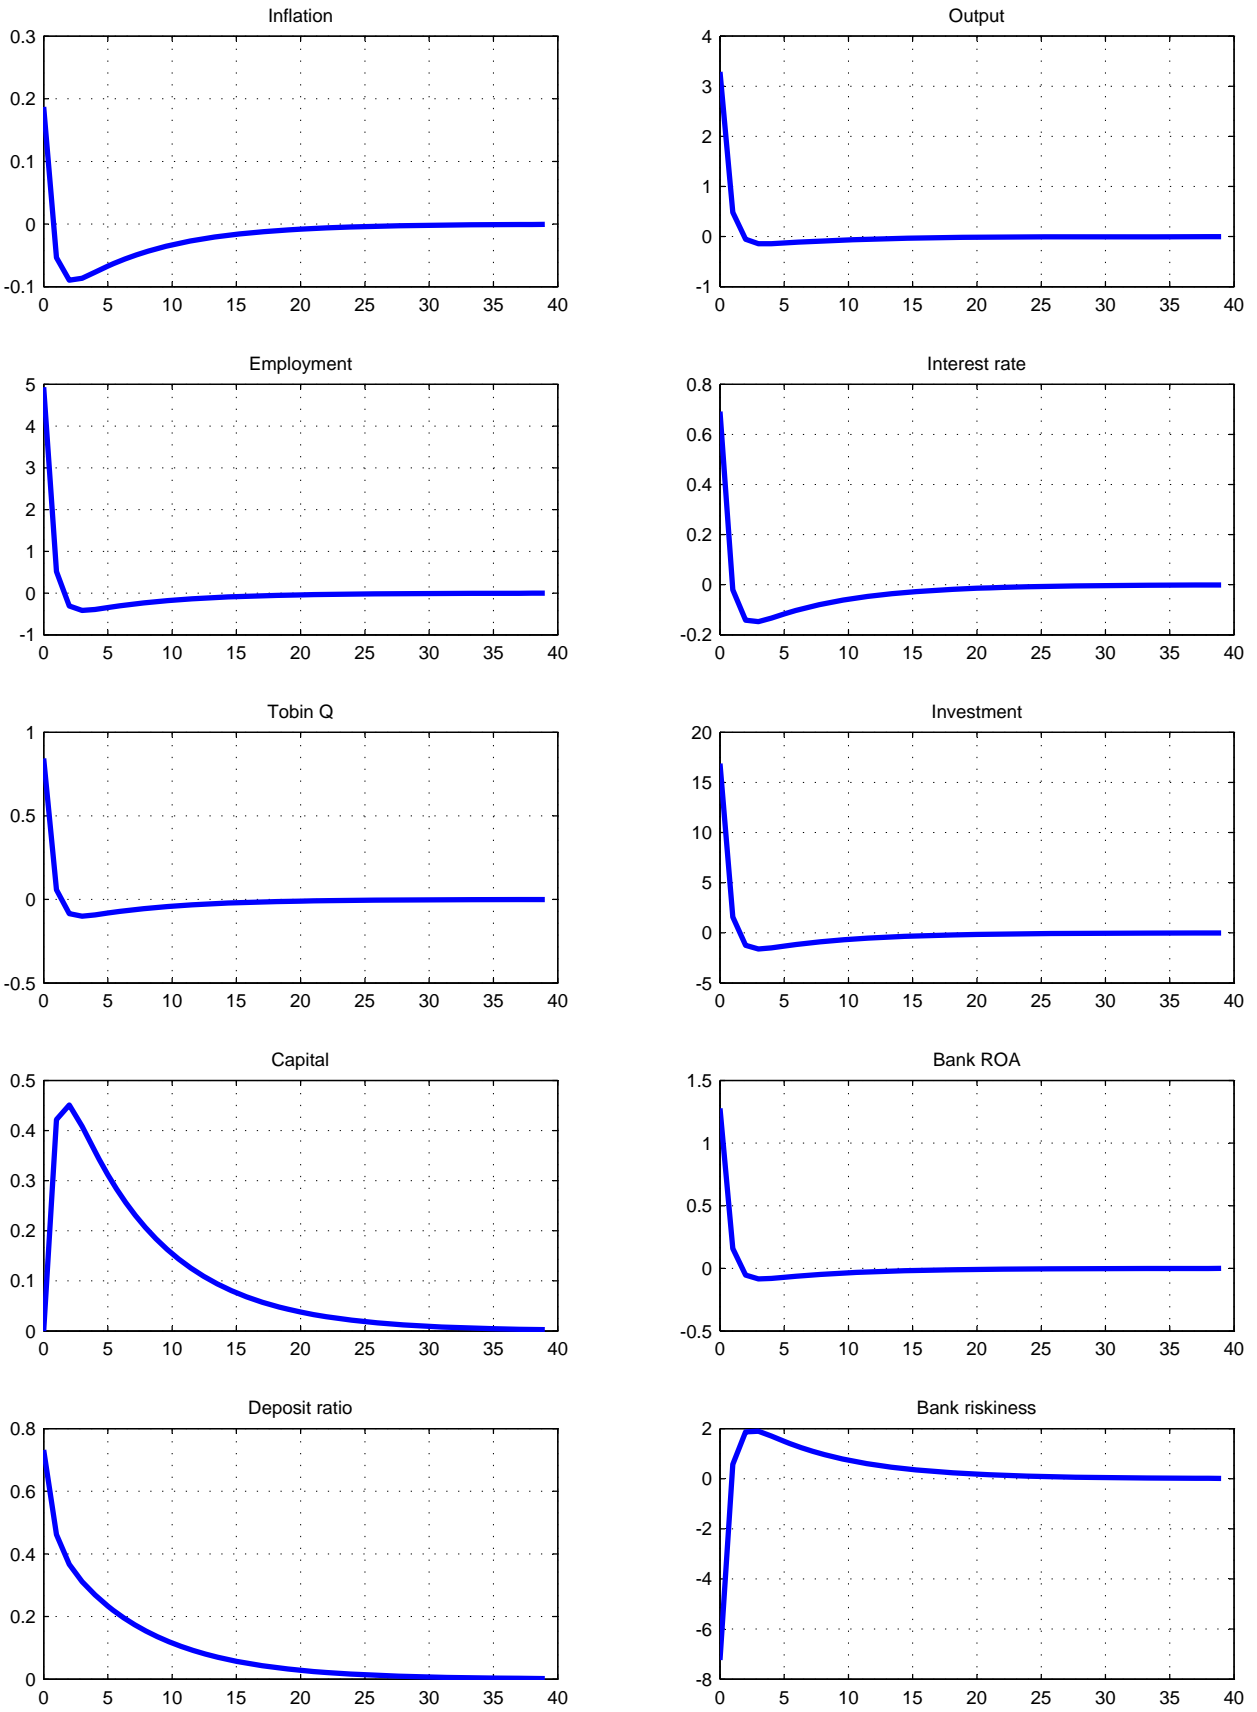 Inflation
0.3
0.2
0.1
0
-0.1
0 5 10 15 20 25 30 35 40
Output
4
3
2
1
0
-1
0 5 10 15 20 25 30 35 40
Employment
5
4
3
2
1
0
-1
0 5 10 15 20 25 30 35 40
Interest rate
0.8
0.6
0.4
0.2
0
-0.2
0 5 10 15 20 25 30 35 40
Tobin Q
1
0.5
0
-0.5
0 5 10 15 20 25 30 35 40
Investment
20
15
10
5
0
-5
0 5 10 15 20 25 30 35 40
Capital
0.5
0.4
0.3
0.2
0.1
0
0 5 10 15 20 25 30 35 40
Bank ROA
1.5
1
0.5
0
-0.5
0 5 10 15 20 25 30 35 40
Deposit ratio
0.8
0.6
0.4
0.2
0
0 5 10 15 20 25 30 35 40
Bank riskiness
2
0
-2
-4
-6
-8
0 5 10 15 20 25 30 35 40